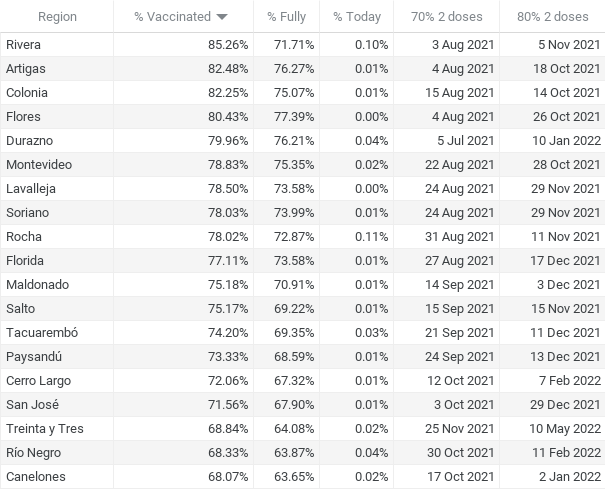 Region % Vaccinated % Fully % Today 70% 2 doses 80% 2 doses
Rivera 85.26% 71.71% 0.10% 3 Aug 2021 5 Nov 2021
Artigas 82.48% 76.27% 0.01% 4 Aug 2021 18 Oct 2021
Colonia 82.25% 75.07% 0.01% 15 Aug 2021 14 Oct 2021
Flores 80.43% 77.39% 0.00% 4 Aug 2021 26 Oct 2021
Durazno 79.96% 76.21% 0.04% 5 Jul 2021 10 Jan 2022
Montevideo 78.83% 75.35% 0.02% 22 Aug 2021 28 Oct 2021
Lavalleja 78.50% 73.58% 0.00% 24 Aug 2021 29 Nov 2021
Soriano 78.03% 73.99% 0.01% 24 Aug 2021 29 Nov 2021
Rocha 78.02% 72.87% 0.11% 31 Aug 2021 11 Nov 2021
Florida 77.11% 73.58% 0.01% 27 Aug 2021 17 Dec 2021
Maldonado 75.18% 70.91% 0.01% 14 Sep 2021 3 Dec 2021
Salto 75.17% 69.22% 0.01% 15 Sep 2021 15 Nov 2021
Tacuarembó 74.20% 69.35% 0.03% 21 Sep 2021 11 Dec 2021
Paysandú 73.33% 68.59% 0.01% 24 Sep 2021 13 Dec 2021
Cerro Largo 72.06% 67.32% 0.01% 12 Oct 2021 7 Feb 2022
San José 71.56% 67.90% 0.01% 3 Oct 2021 29 Dec 2021
Treinta y Tres 68.84% 64.08% 0.02% 25 Nov 2021 10 May 2022
Río Negro 68.33% 63.87% 0.04% 30 Oct 2021 11 Feb 2022
Canelones 68.07% 63.65% 0.02% 17 Oct 2021 2 Jan 2022